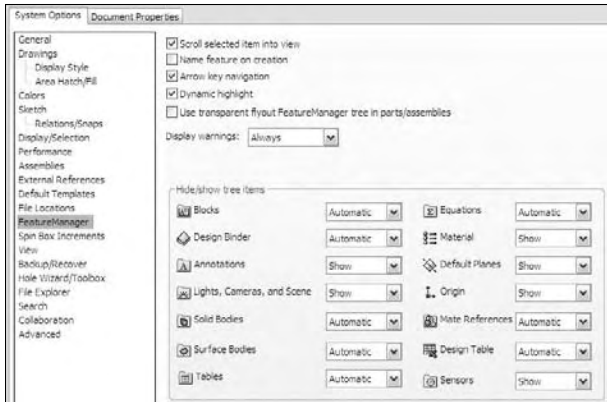 System Options
Document Properties
General
Drawings
Display Style
Area Hatch/Fill
Colors
Sketch
Relations/Snaps
Display/Selection
Performance
Assemblies
External References
Default Templates
File Locations
FeatureManager
Spin Box Increments
View
Backup/Recover
Hole Wizard/Toolbox
File Explorer
Search
Collaboration
Advanced
Scroll selected item into view
Name feature on creation
Arrow key navigation
Dynamic highlight
Use transparent flyout FeatureManager tree in parts/assemblies
Display warnings: Always
Hide/show tree items
Blocks Automatic
Equations Automatic
Design Binder Automatic
Material Show
Annotations Show
Default Planes Show
Lights, Cameras, and Scene Show
Origin Show
Solid Bodies Automatic
Mate References Automatic
Surface Bodies Automatic
Design Table Automatic
Tables Automatic
Sensors Show